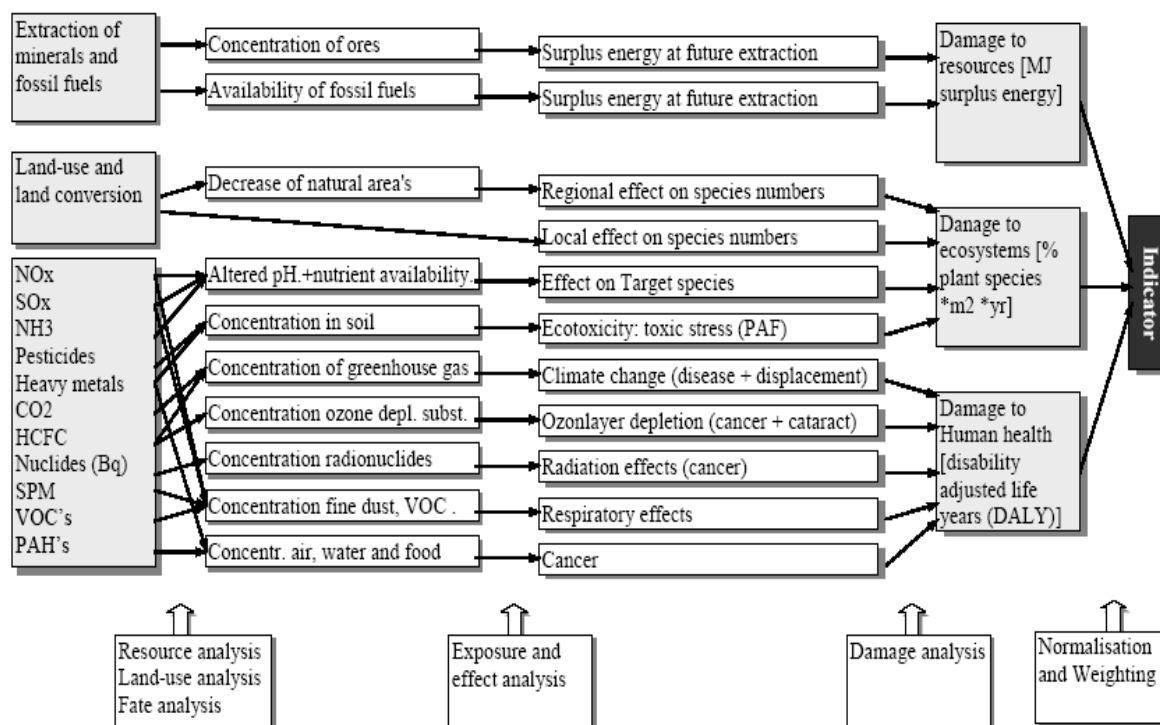 Extraction of
minerals and
fossil fuels
Concentration of ores
Availability of fossil fuels
Surplus energy at future extraction
Surplus energy at future extraction
Damage to
resources [MJ
surplus energy]
Land-use and
land conversion
Decrease of natural area's
Regional effect on species numbers
Local effect on species numbers
Danage to
ecosystems [%
plant species
*m2 *yr]
Indicator
NOx
SOx
NH3
Pesticides
Heavy metals
CO2
HCFC
Nuclides (Bq)
SPM
VOC's
PAH's
Altered pH.+nutrient availability.
Concentration in soil
Concentration of greenhouse gas
Concentration ozone depl. subst.
Concentration radionuclides
Concentration fine dust, VOC .
Concentr. air, water and food
Effect on Target species
Ecotoxicity: toxic stress (PAF)
Climate change (disease + displacement)
Ozonlayer depletion (cancer + cataract)
Radiation effects (cancer)
Respiratory effects
Cancer
Damage to
Human health
[disability
adjusted life
years (DALY)]
Resource analysis
Land-use analysis
Fate analysis
Exposure and
effect analysis
Damage analysis
Normalisation
and Weighting